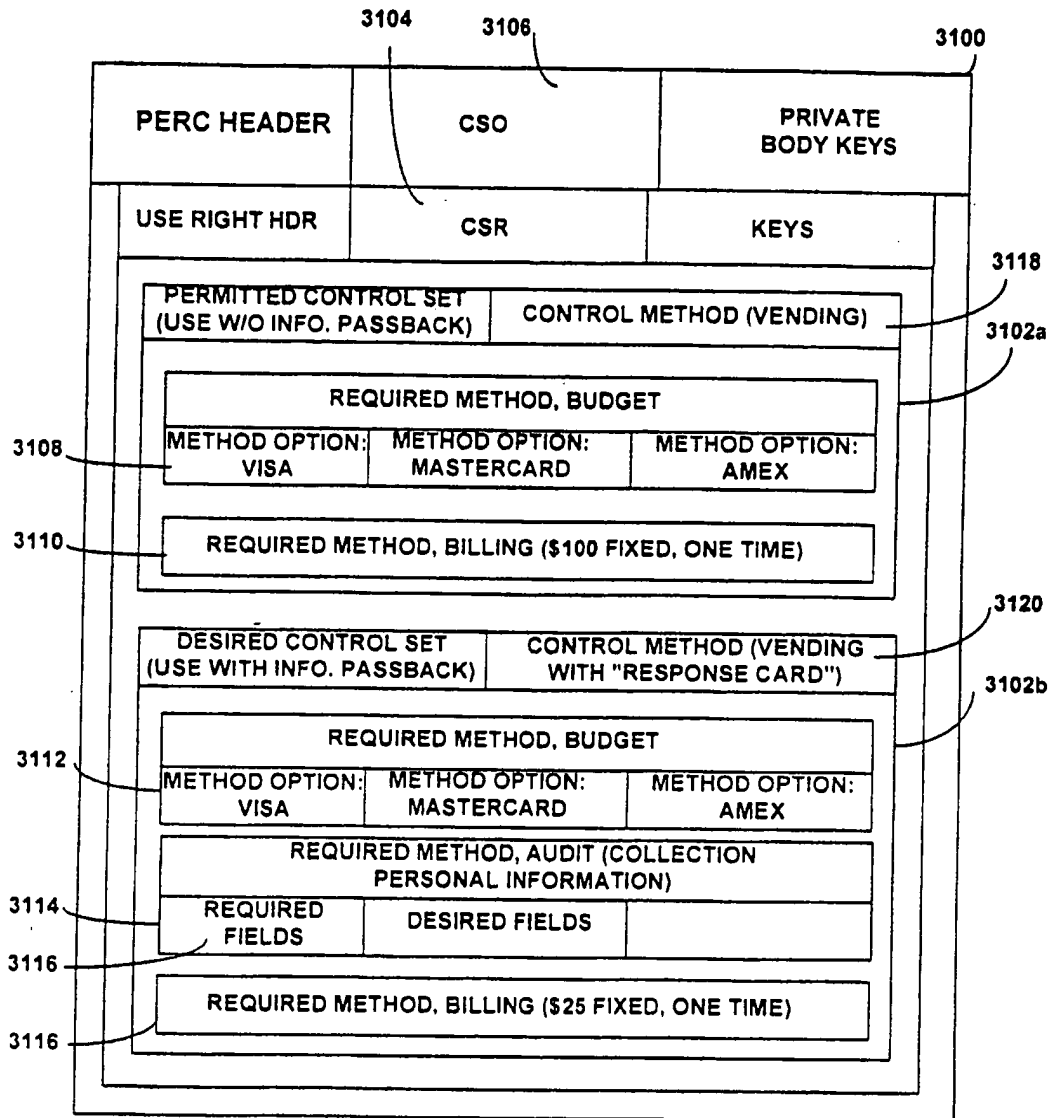 3104
3106
3100
PERC HEADER
CSO
PRIVATE
BODY KEYS
USE RIGHT HDR
CSR
KEYS
3118
PERMITTED CONTROL SET
(USE W/O INFO. PASSBACK)
CONTROL METHOD (VENDING)
3102a
REQUIRED METHOD, BUDGET
3108
METHOD OPTION:
VISA
METHOD OPTION:
MASTERCARD
METHOD OPTION:
AMEX
3110
REQUIRED METHOD, BILLING ($100 FIXED, ONE TIME)
3120
DESIRED CONTROL SET
(USE WITH INFO. PASSBACK)
CONTROL METHOD (VENDING
WITH "RESPONSE CARD")
3102b
REQUIRED METHOD, BUDGET
3112
METHOD OPTION:
VISA
METHOD OPTION:
MASTERCARD
METHOD OPTION:
AMEX
REQUIRED METHOD, AUDIT (COLLECTION
PERSONAL INFORMATION)
3114
REQUIRED
FIELDS
DESIRED FIELDS
3116
REQUIRED METHOD, BILLING ($25 FIXED, ONE TIME)
3116